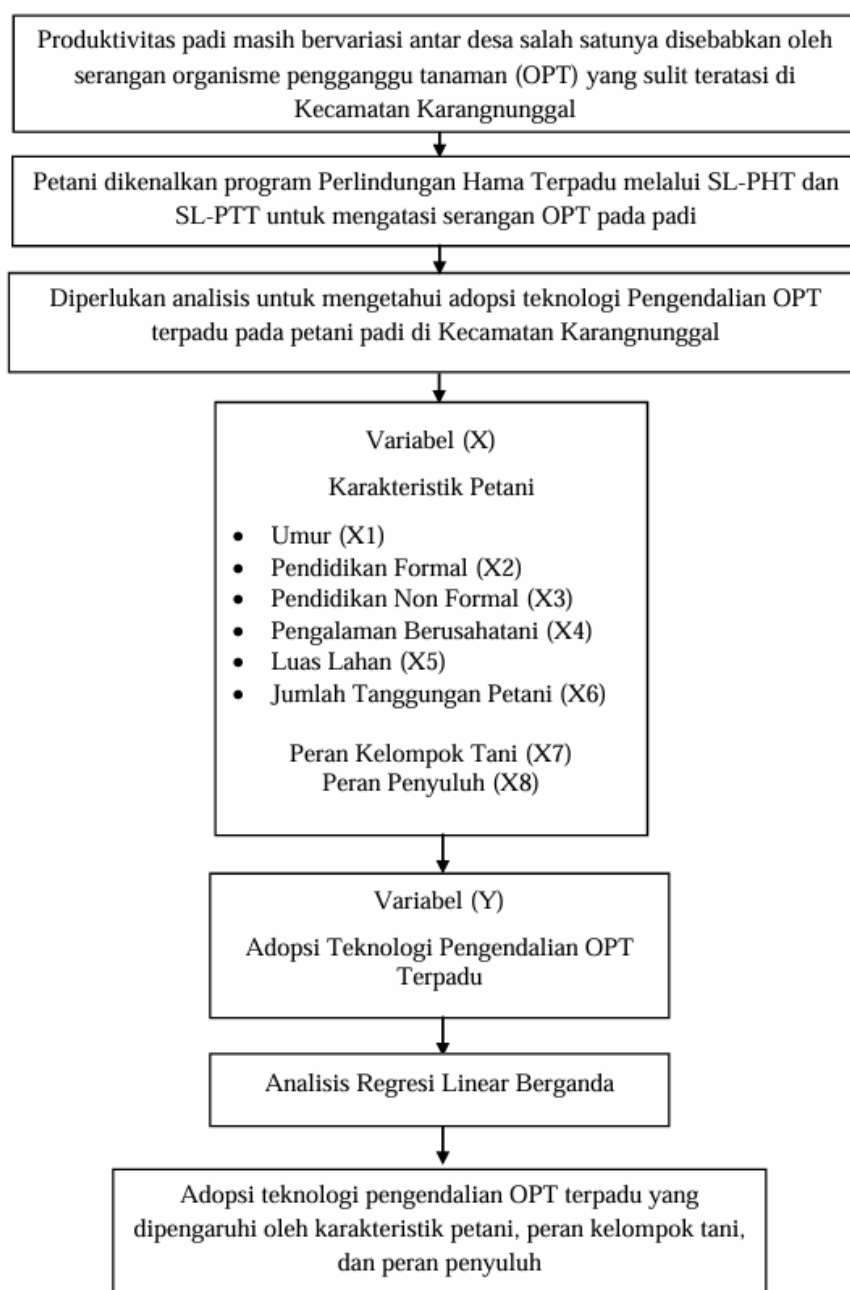 Produktivitas padi masih bervariasi antar desa salah satunya disebabkan oleh
serangan organisme pengganggu tanaman (OPT) yang sulit teratasi di
Kecamatan Karangnunggal
Petani dikenalkan program Perlindungan Hama Terpadu melalui SL-PHT dan
SL-PTT untuk mengatasi serangan OPT pada padi
Diperlukan analisis untuk mengetahui adopsi teknologi Pengendalian OPT
terpadu pada petani padi di Kecamatan Karangnunggal
Variabel (X)
Karakteristik Petani
• Umur (X1)
• Pendidikan Formal (X2)
• Pendidikan Non Formal (X3)
• Pengalaman Berusahatani (X4)
• Luas Lahan (X5)
• Jumlah Tanggungan Petani (X6)
Peran Kelompok Tani (X7)
Peran Penyuluh (X8)
Variabel (Y)
Adopsi Teknologi Pengendalian OPT
Terpadu
Analisis Regresi Linear Berganda
Adopsi teknologi pengendalian OPT terpadu yang
dipengaruhi oleh karakteristik petani, peran kelompok tani,
dan peran penyuluh